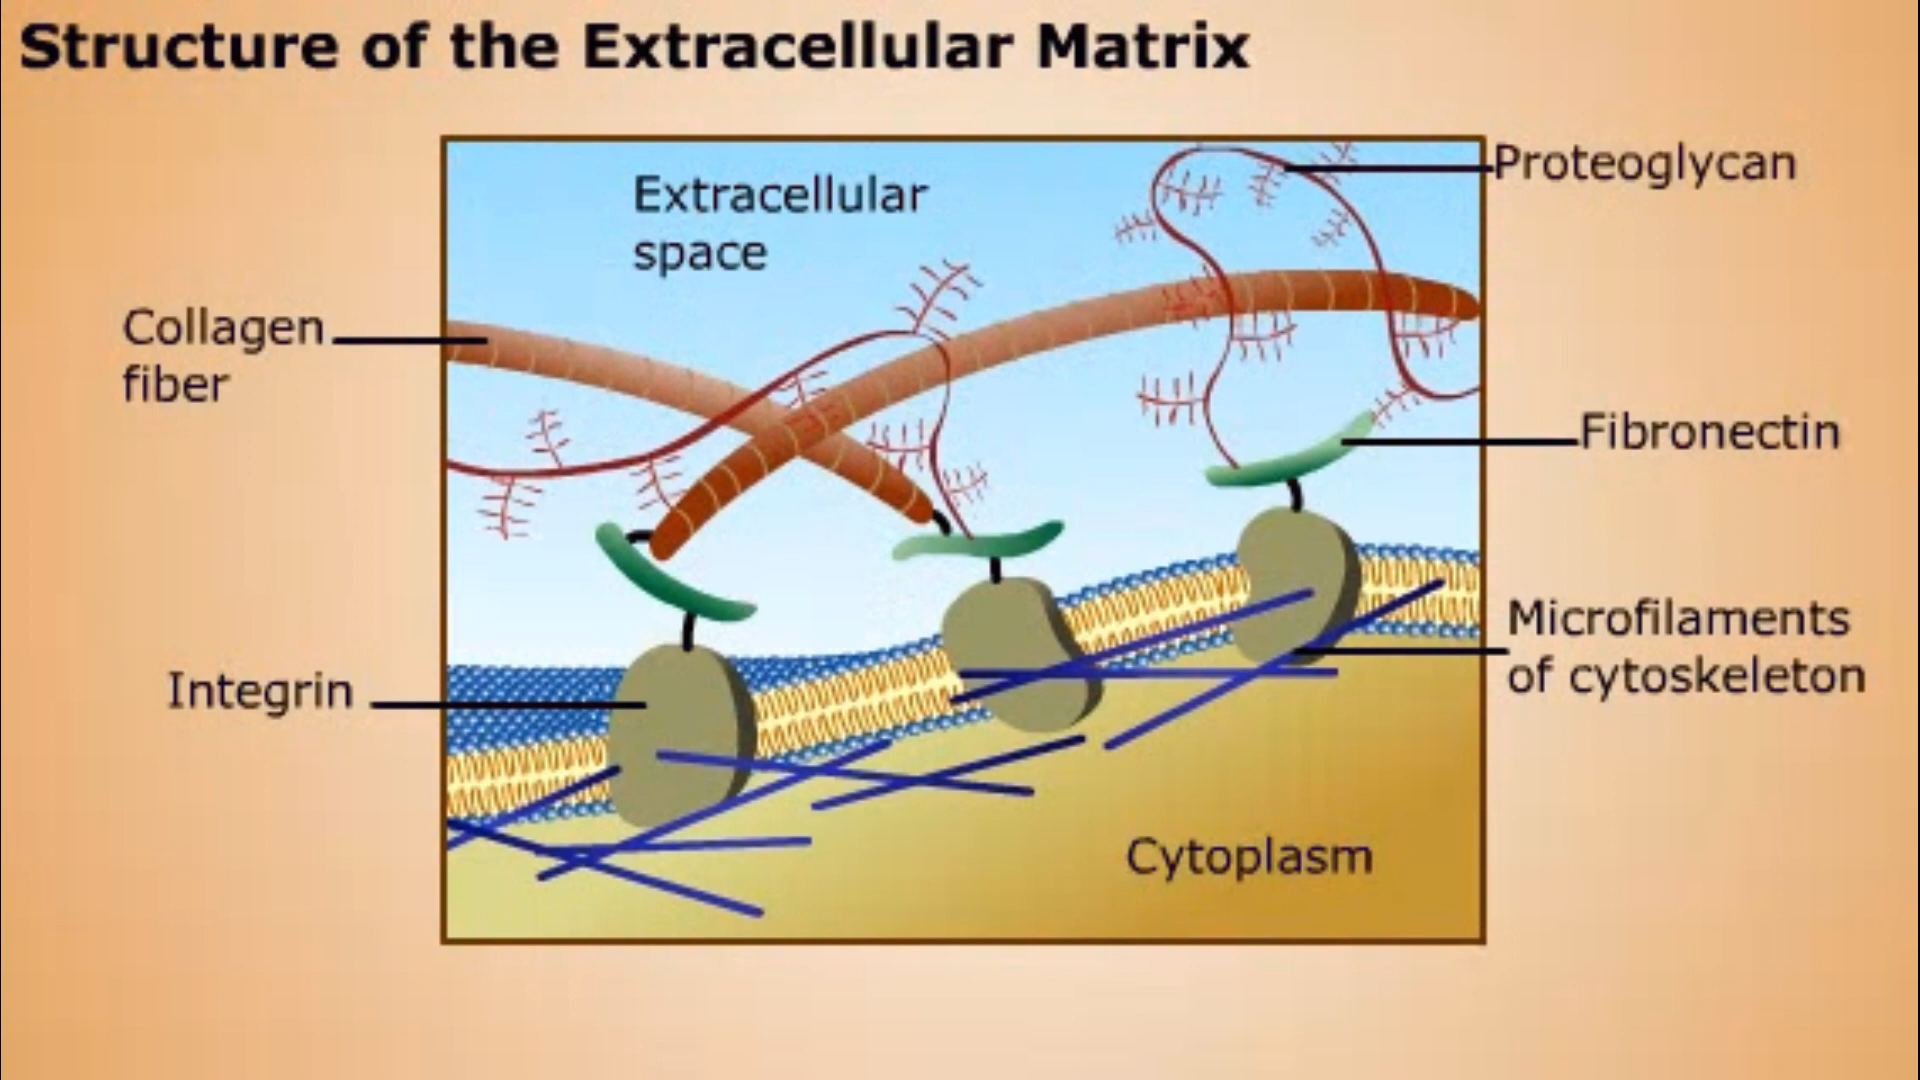 Structure of the Extracellular Matrix
Extracellular
space
Proteoglycan
Collagen
fiber
Fibronectin
Microfilaments
of cytoskeleton
Integrin
Cytoplasm